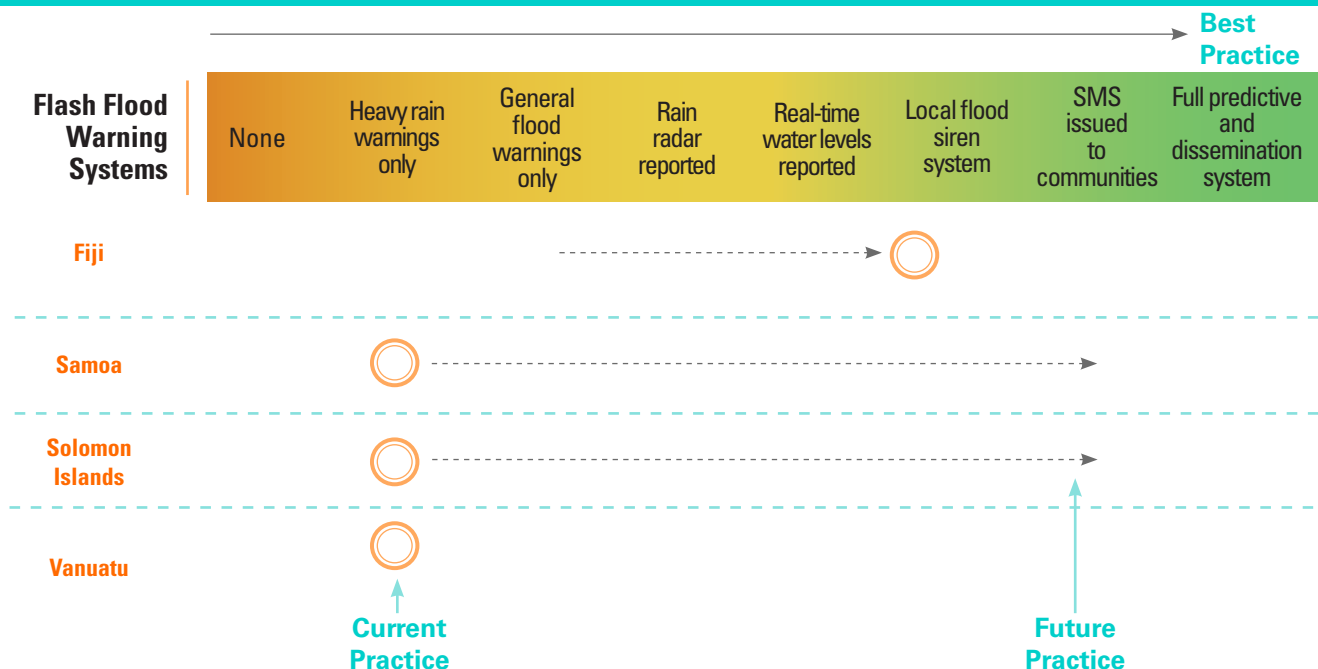 Best
Practice
Flash Flood
Warning
Systems
None
Heavy rain
warnings
only
General
flood
warnings
only
Rain
radar
reported
Real-time
water levels
reported
Local flood
siren
system
SMS
issued
to
communities
Full predictive
and
dissemination
system
Fiji
Samoa
Solomon
Islands
Vanuatu
Current
Practice
Future
Practice